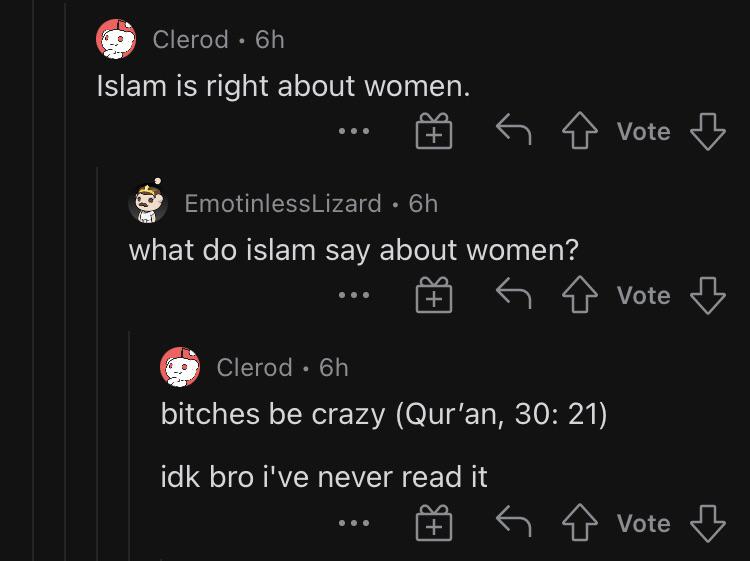 Clerod • 6h
Islam is right about women.
Vote
EmotinlessLizard • 6h
what do islam say about women?
Vote
Clerod • 6h
bitches be crazy (Qur’an, 30: 21)
idk bro i've never read it
Vote